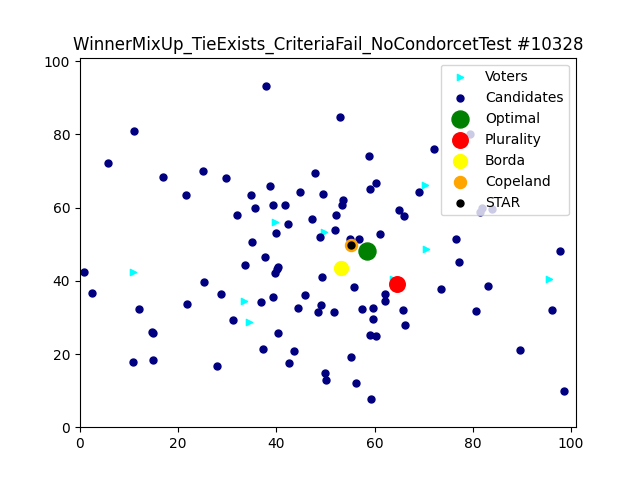 WinnerMixUp_TieExists_CriteriaFail_NoCondorcetTest #10328
100
80
60
40
20
0
0 20 40 60 80 100
Voters
Candidates
Optimal
Plurality
Borda
Copeland
STAR